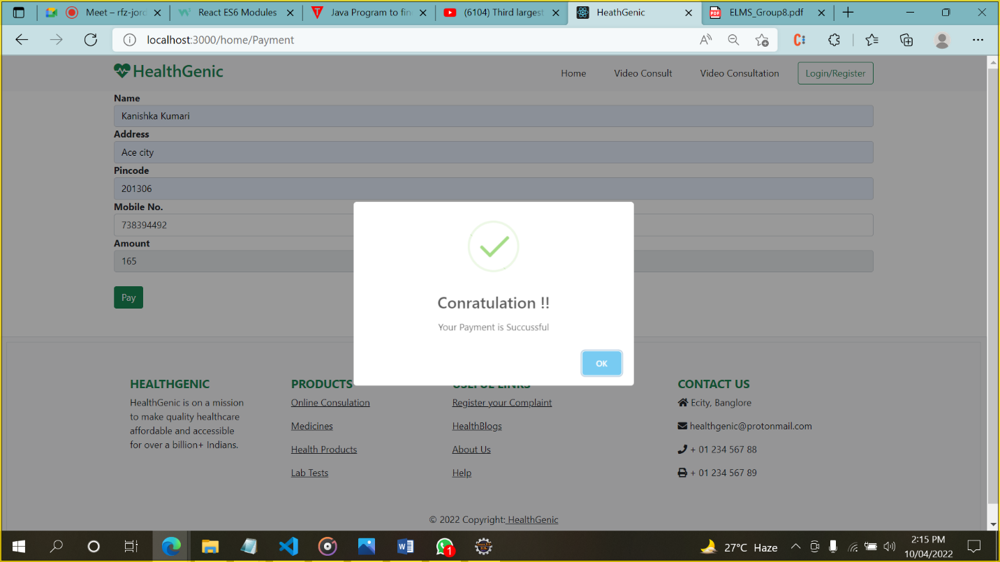 Meet – rfz-jord
React ES6 Modules
Java Program to fin
(6104) Third largest
HeathGenic
ELMS_Group8.pdf
localhost:3000/home/Payment
HealthGenic
Home
Video Consult
Video Consultation
Login/Register
Name
Kanishka Kumari
Address
Ace city
Pincode
201306
Mobile No.
738394492
Amount
165
Pay
Conratulation !!
Your Payment is Succussful
OK
HEALTHGENIC
HealthGenic is on a mission
to make quality healthcare
affordable and accessible
for over a billion+ Indians.
PRODUCTS
Online Consulation
Medicines
Health Products
Lab Tests
USEFUL LINKS
Register your Complaint
HealthBlogs
About Us
Help
CONTACT US
Ecity, Banglore
healthgenic@protonmail.com
+ 01 234 567 88
+ 01 234 567 89
© 2022 Copyright: HealthGenic
1
27°C Haze
2:15 PM
10/04/2022